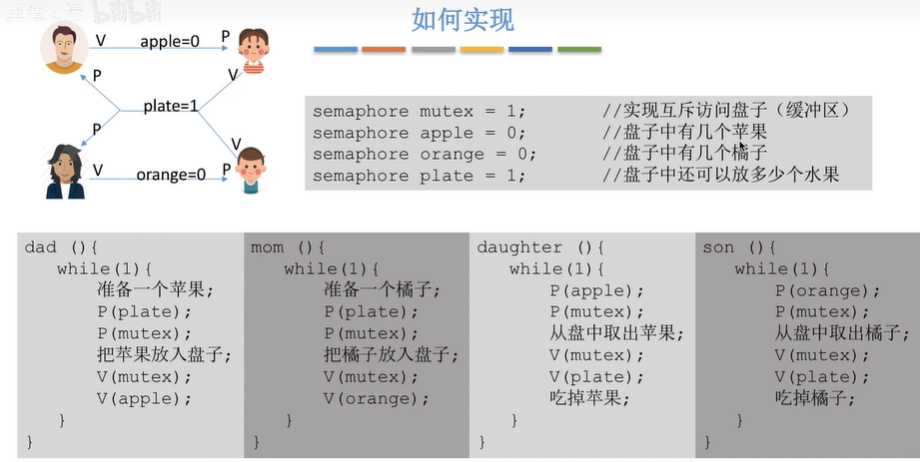 如何实现
V apple=0 P
P V
plate=1
P V
V orange=0 P
semaphore mutex = 1; //实现互斥访问盘子（缓冲区）
semaphore apple = 0; //盘子中有几个苹果
semaphore orange = 0; //盘子中有几个橘子
semaphore plate = 1; //盘子中还可以放多少个水果
dad (){
while(1){
准备一个苹果;
P(plate);
P(mutex);
把苹果放入盘子;
V(mutex);
V(apple);
}
}
mom (){
while(1){
准备一个橘子;
P(plate);
P(mutex);
把橘子放入盘子;
V(mutex);
V(orange);
}
}
daughter (){
while(1){
P(apple);
P(mutex);
从盘中取出苹果;
V(mutex);
V(plate);
吃掉苹果;
}
}
son (){
while(1){
P(orange);
P(mutex);
从盘中取出橘子;
V(mutex);
V(plate);
吃掉橘子;
}
}